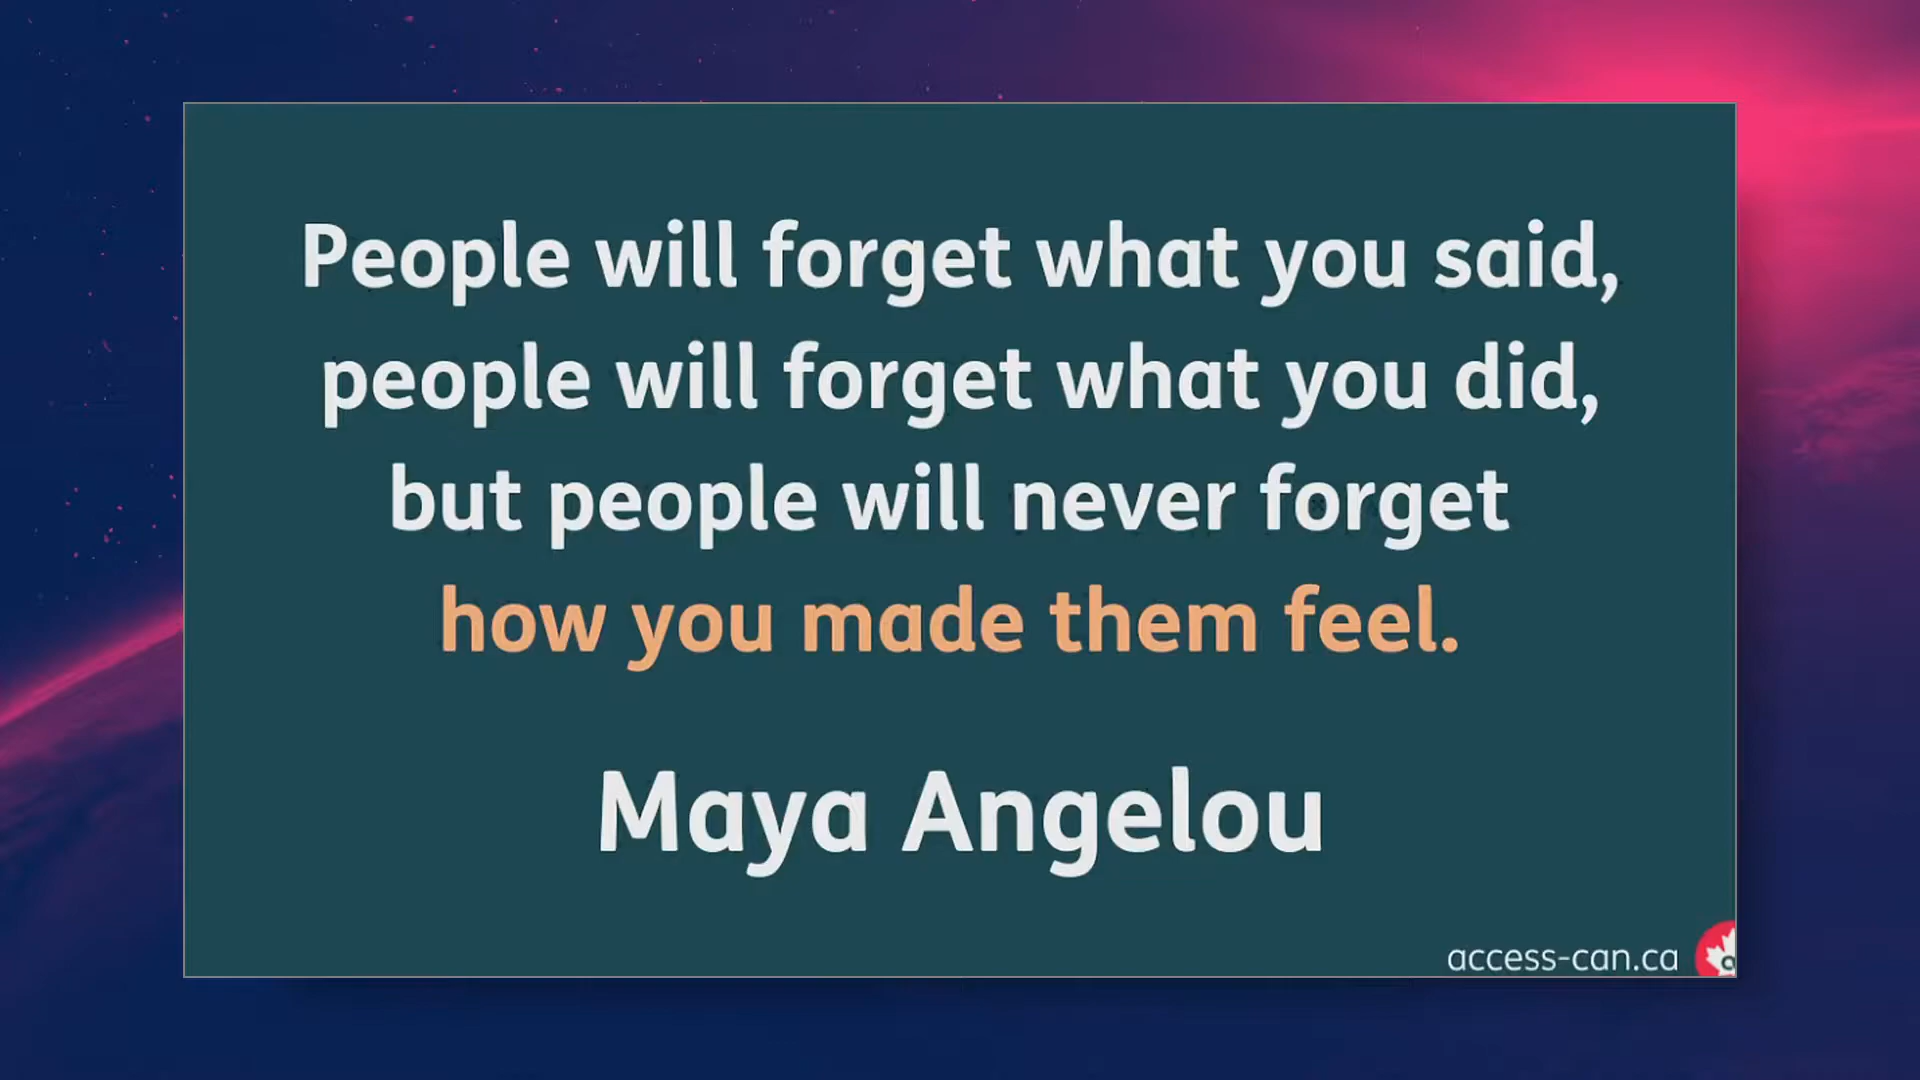 People will forget what you said,
people will forget what you did,
but people will never forget
how you made them feel.
Maya Angelou
access-can.ca